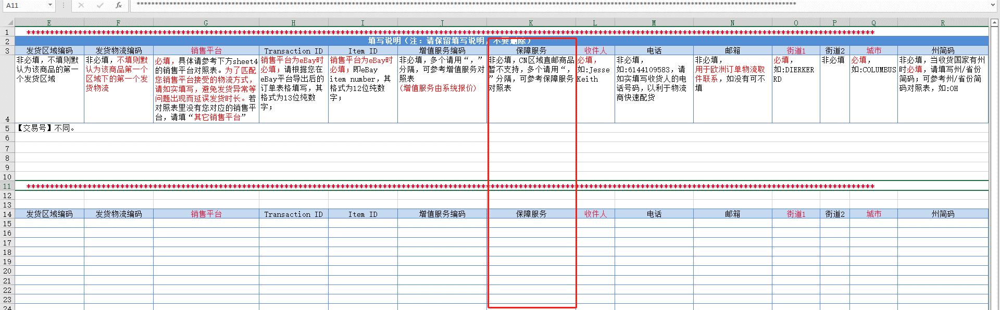 A11
fx
E F G H I J K L M N O P Q R
1
2 填写说明（注：请保留填写说明，不要删除）
3 发货区域编码 发货物流编码 销售平台 Transaction ID Item ID 增值服务编码 保障服务 收件人 电话 邮箱 街道1 街道2 城市 州简码
非必填，不填则默
认为该商品的第一
个发货区域
非必填，不填则默
认为该商品第一个
区域下的第一个发
货物流
必填，具体请参考下方sheet4
的销售平台对照表。为了匹配
您销售平台接受的物流方式，
请如实填写，避免发货异常等
问题出现而延误发货时长。若
对照表里没有您对应的销售平
台，请填“其它销售平台”
销售平台为eBay时
必填；请根据您在
eBay平台导出后的
订单表格填写，其
格式为13位纯数
字；
销售平台为eBay时
必填；即eBay
item number，其
格式为12位纯数
字；
非必填，多个请用“，”
分隔，可参考增值服务对
照表
（增值服务由系统报价）
非必填，CN区域直邮商品
暂不支持，多个请用“，
”分隔，可参考保障服务
对照表
必填，
如:Jesse
Keith
非必填，
如:6144109583，请
如实填写收货人的电
话号码，以利于物流
商快速配货
非必填，
用于欧洲订单物流取
件联系，如没有可不
填
必填，
如:DIERKER
RD
非必填
必填，
如:COLUMBUS
非必填，当收货国家有州
时必填，请填写州/省份
简码；可参考州/省份简
码对照表，如:OH
4
5 【交易号】不同。
6
7
8
9
10
11
12
13
14 发货区域编码 发货物流编码 销售平台 Transaction ID Item ID 增值服务编码 保障服务 收件人 电话 邮箱 街道1 街道2 城市 州简码
15
16
17
18
19
20
21
22
23
24